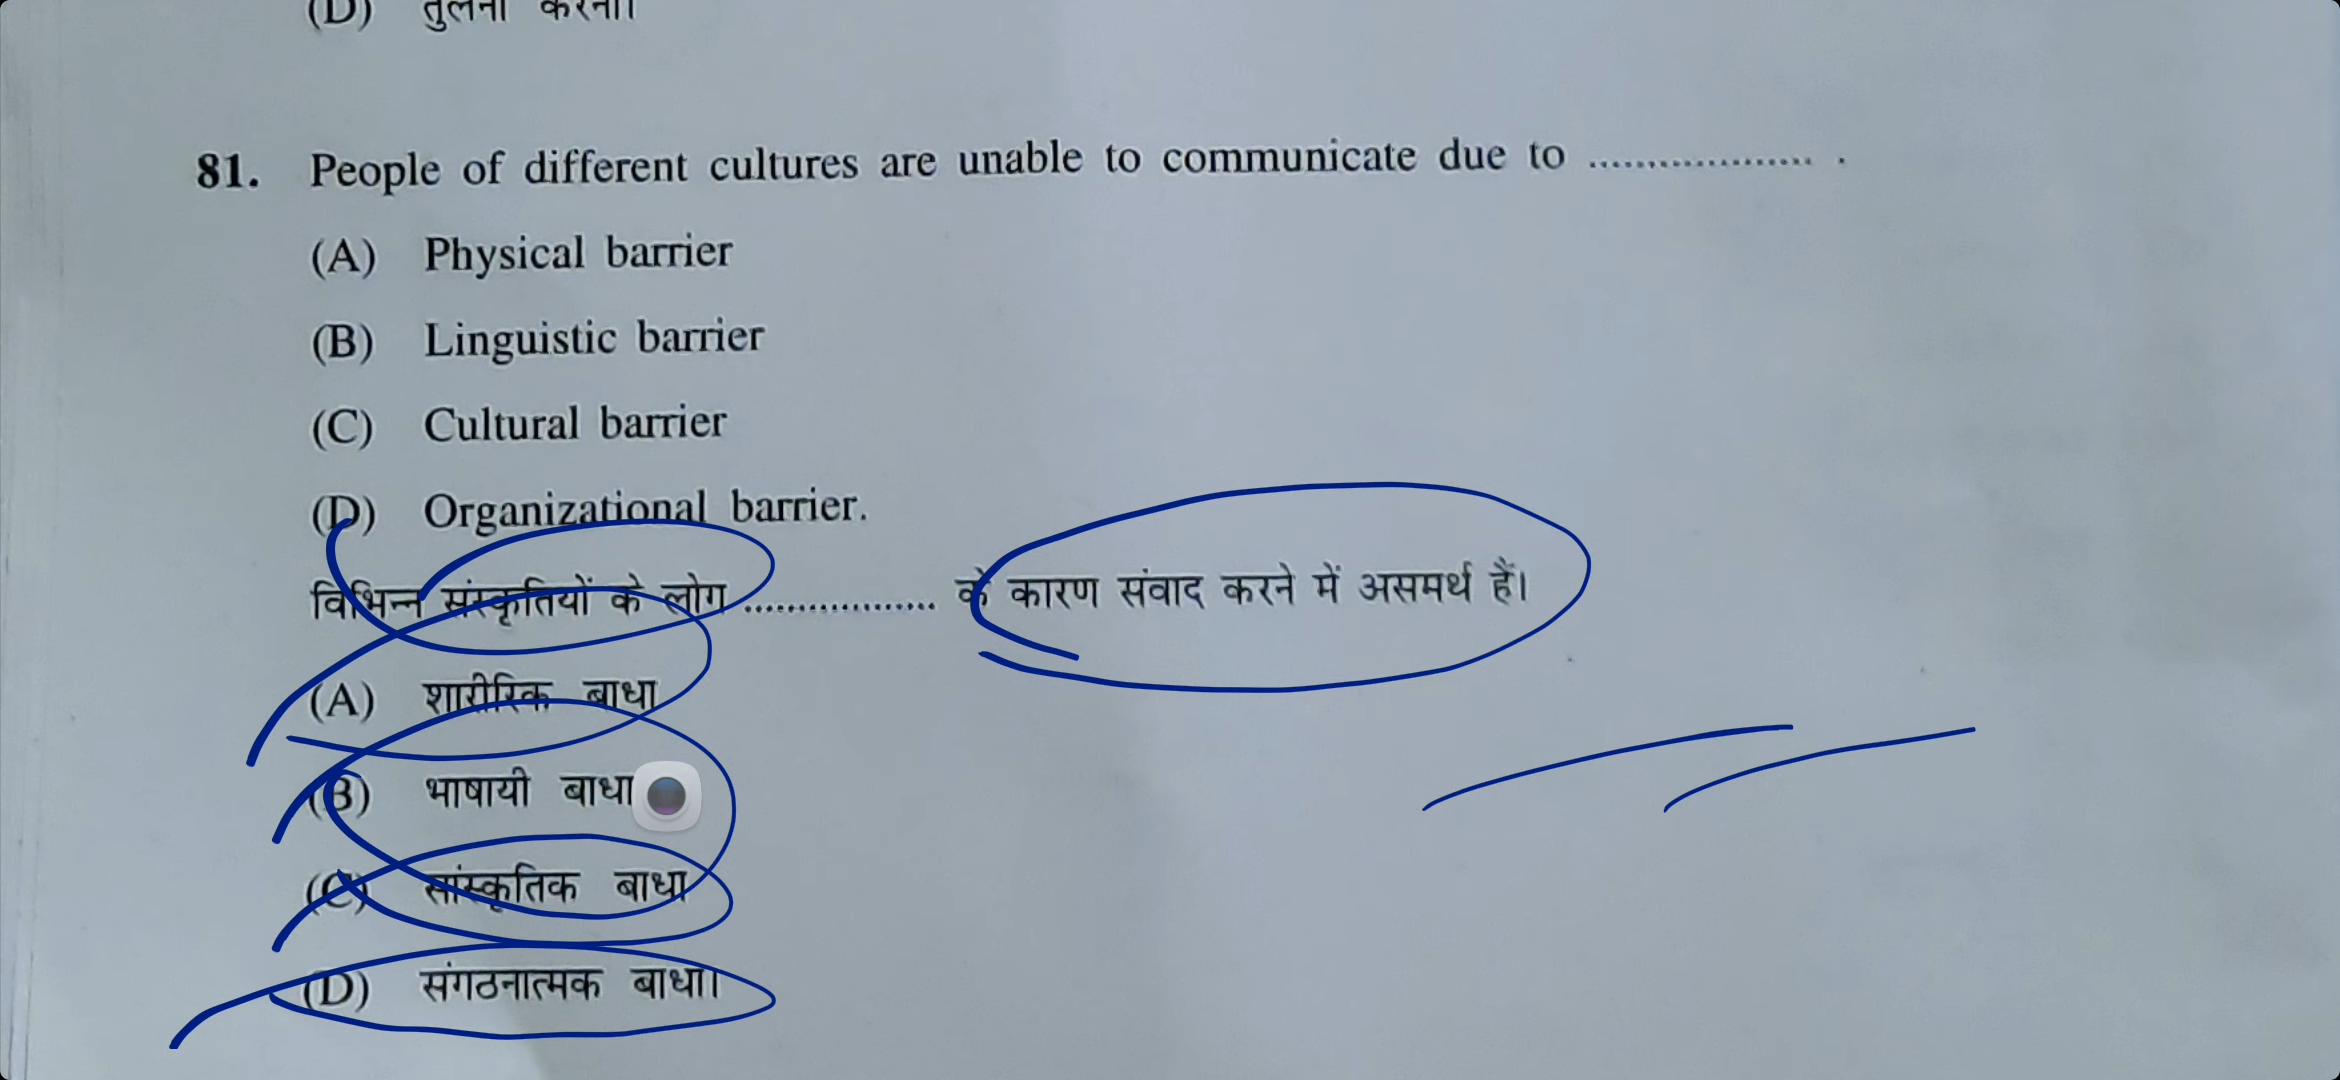 (D) तुलना करना।
81. People of different cultures are unable to communicate due to ................... .
(A) Physical barrier
(B) Linguistic barrier
(C) Cultural barrier
(D) Organizational barrier.
विभिन्न संस्कृतियों के लोग ................. के कारण संवाद करने में असमर्थ हैं।
(A) शारीरिक बाधा
(B) भाषायी बाधा
(C) सांस्कृतिक बाधा
(D) संगठनात्मक बाधा।